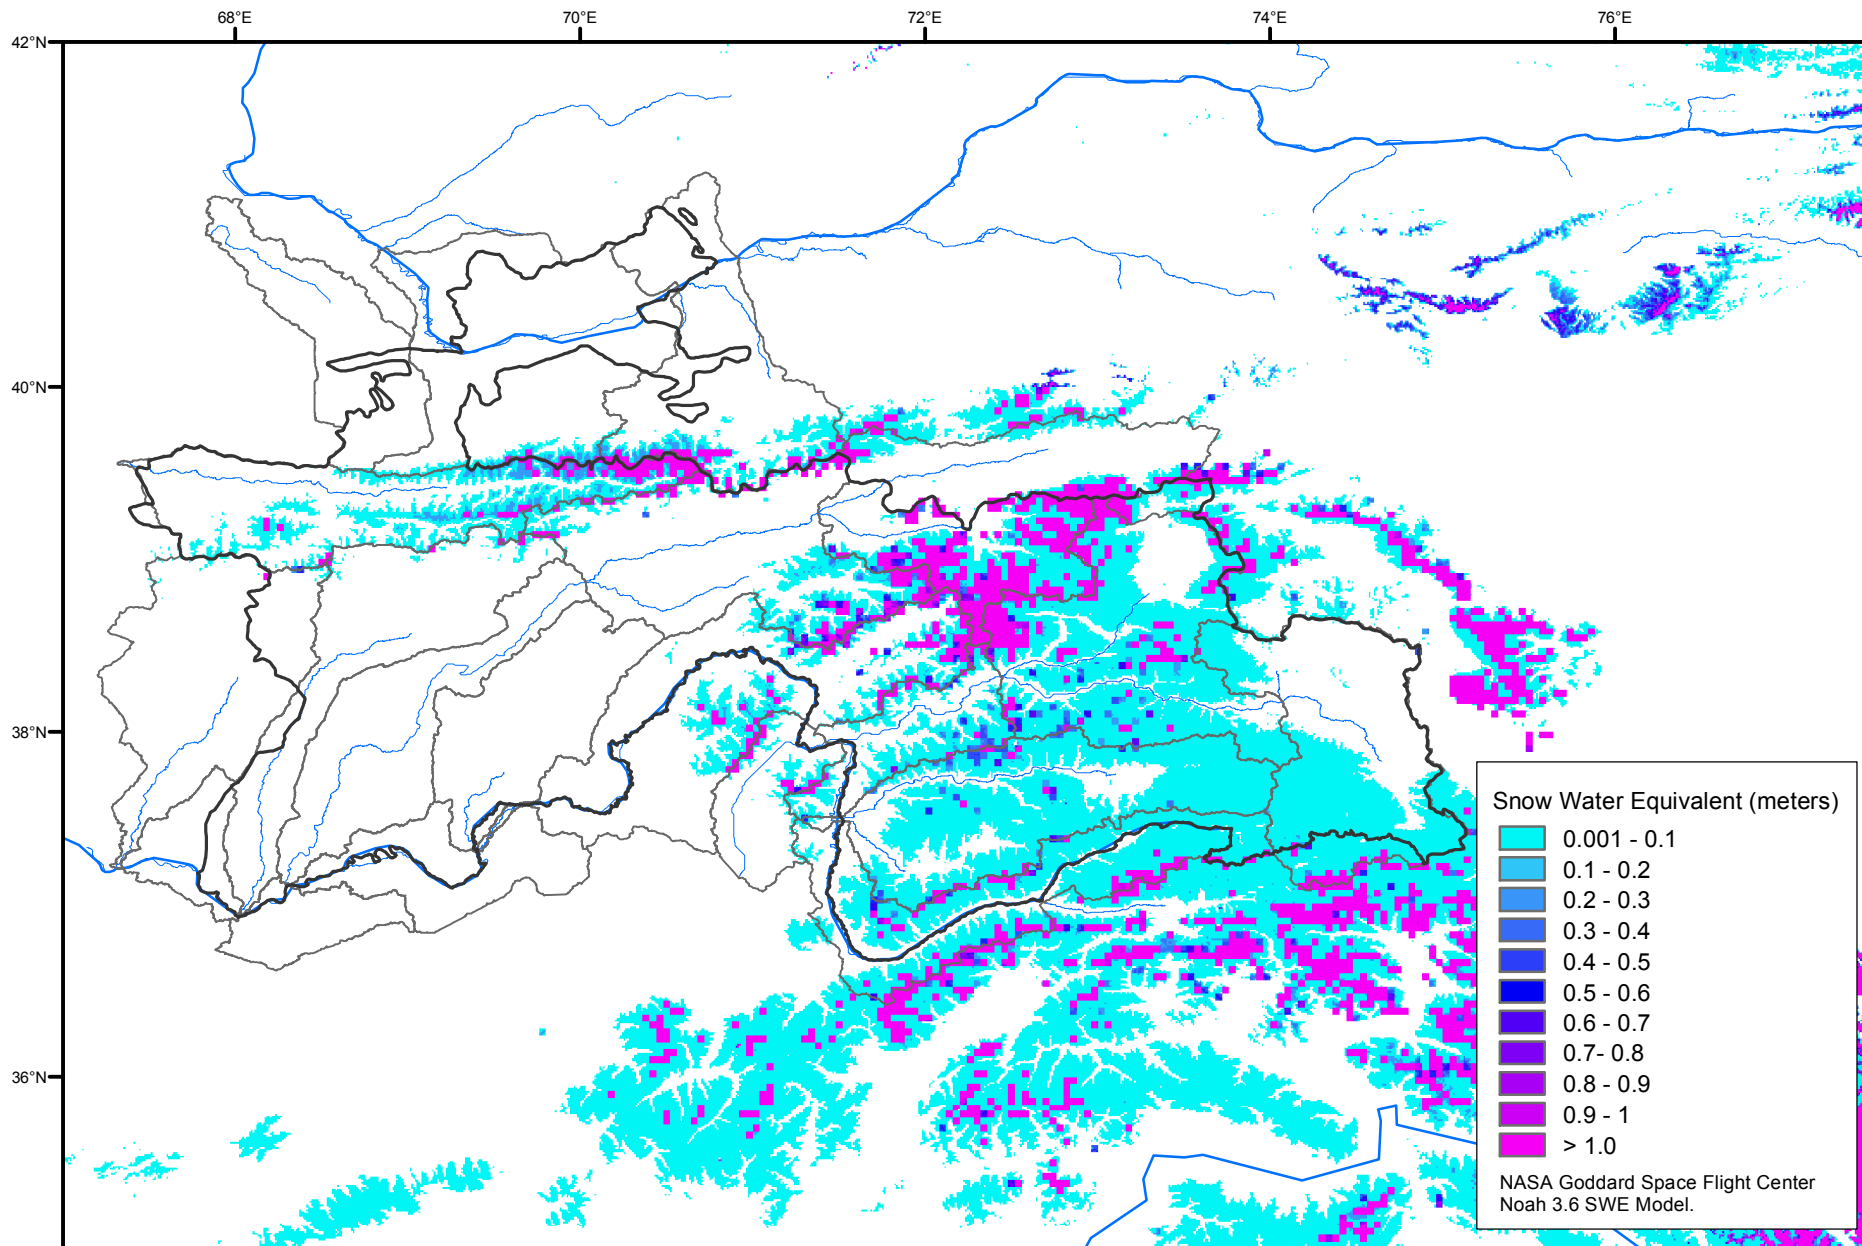 68°E 70°E 72°E 74°E 76°E
42°N
40°N
38°N
36°N
Snow Water Equivalent (meters)
0.001 - 0.1
0.1 - 0.2
0.2 - 0.3
0.3 - 0.4
0.4 - 0.5
0.5 - 0.6
0.6 - 0.7
0.7- 0.8
0.8 - 0.9
0.9 - 1
> 1.0
NASA Goddard Space Flight Center
Noah 3.6 SWE Model.